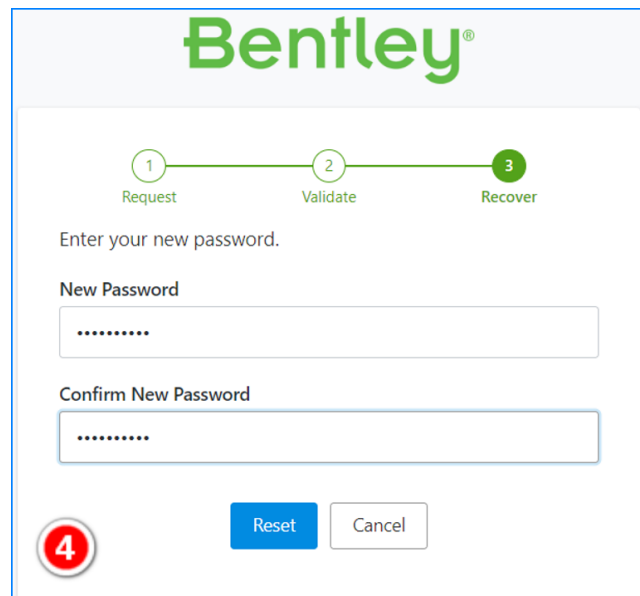 Bentley®
1 2 3
Request Validate Recover
Enter your new password.
New Password
••••••••••
Confirm New Password
••••••••••
Reset Cancel
4